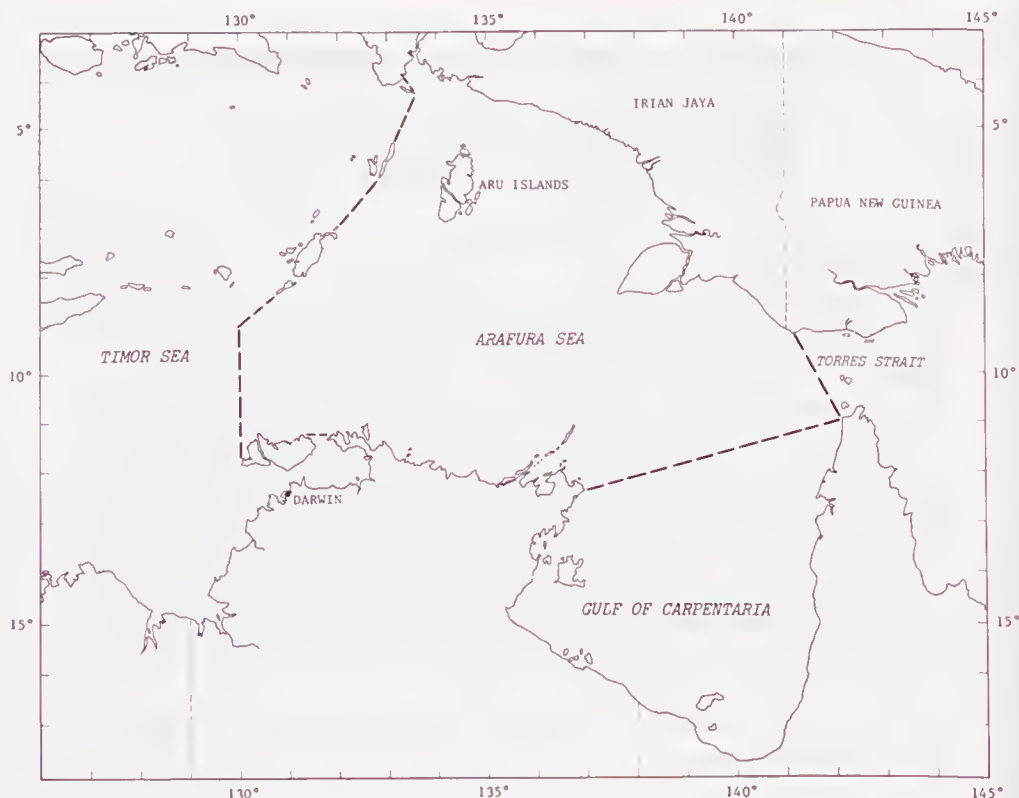 130°
135°
140°
145°
5°
IRIAN JAYA
5°
ARU ISLANDS
PAPUA NEW GUINEA
TIMOR SEA
ARAFURA SEA
TORRES STRAIT
10°
10°
DARWIN
GULF OF CARPENTARIA
15°
15°
130°
135°
140°
145°